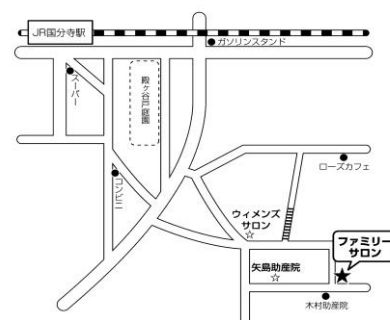 JR国分寺駅
ガソリンスタンド
スーパー
殿ヶ谷戸庭園
コンビニ
ローズカフェ
ウィメンズ
サロン
ファミリー
サロン
矢島助産院
木村助産院